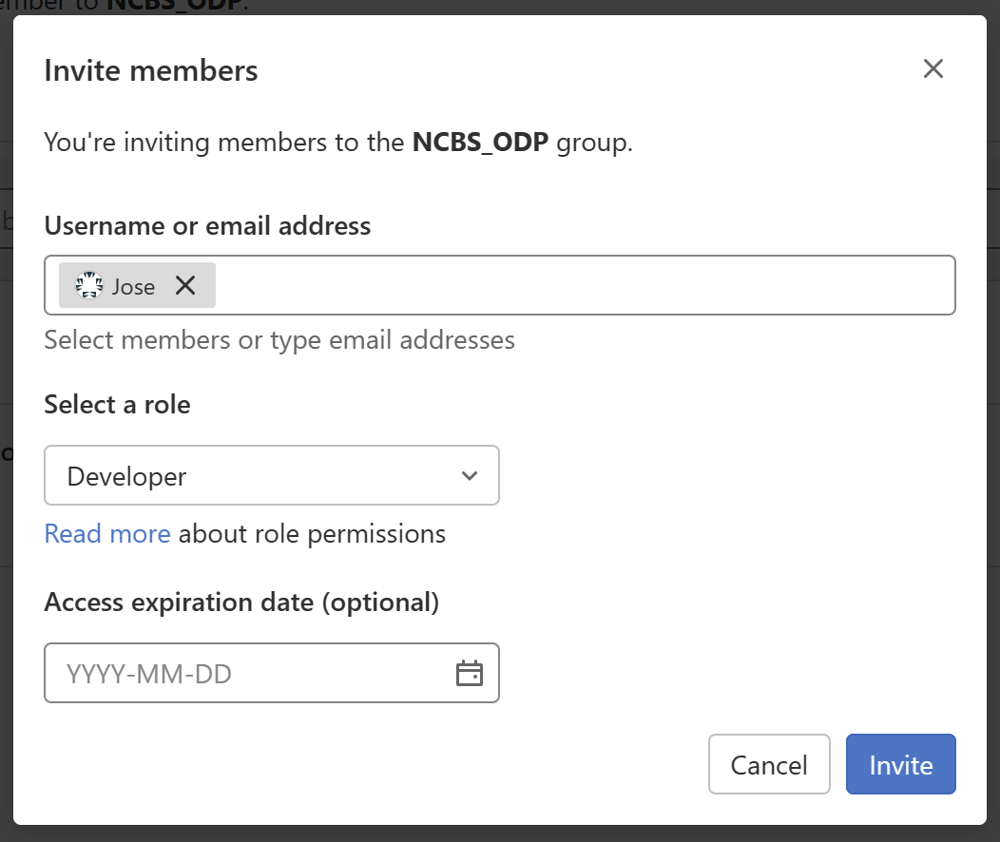 member to NCBS_ODP.
Invite members
You're inviting members to the NCBS_ODP group.
Username or email address
Jose
Select members or type email addresses
Select a role
Developer
Read more about role permissions
Access expiration date (optional)
YYYY-MM-DD
Cancel
Invite